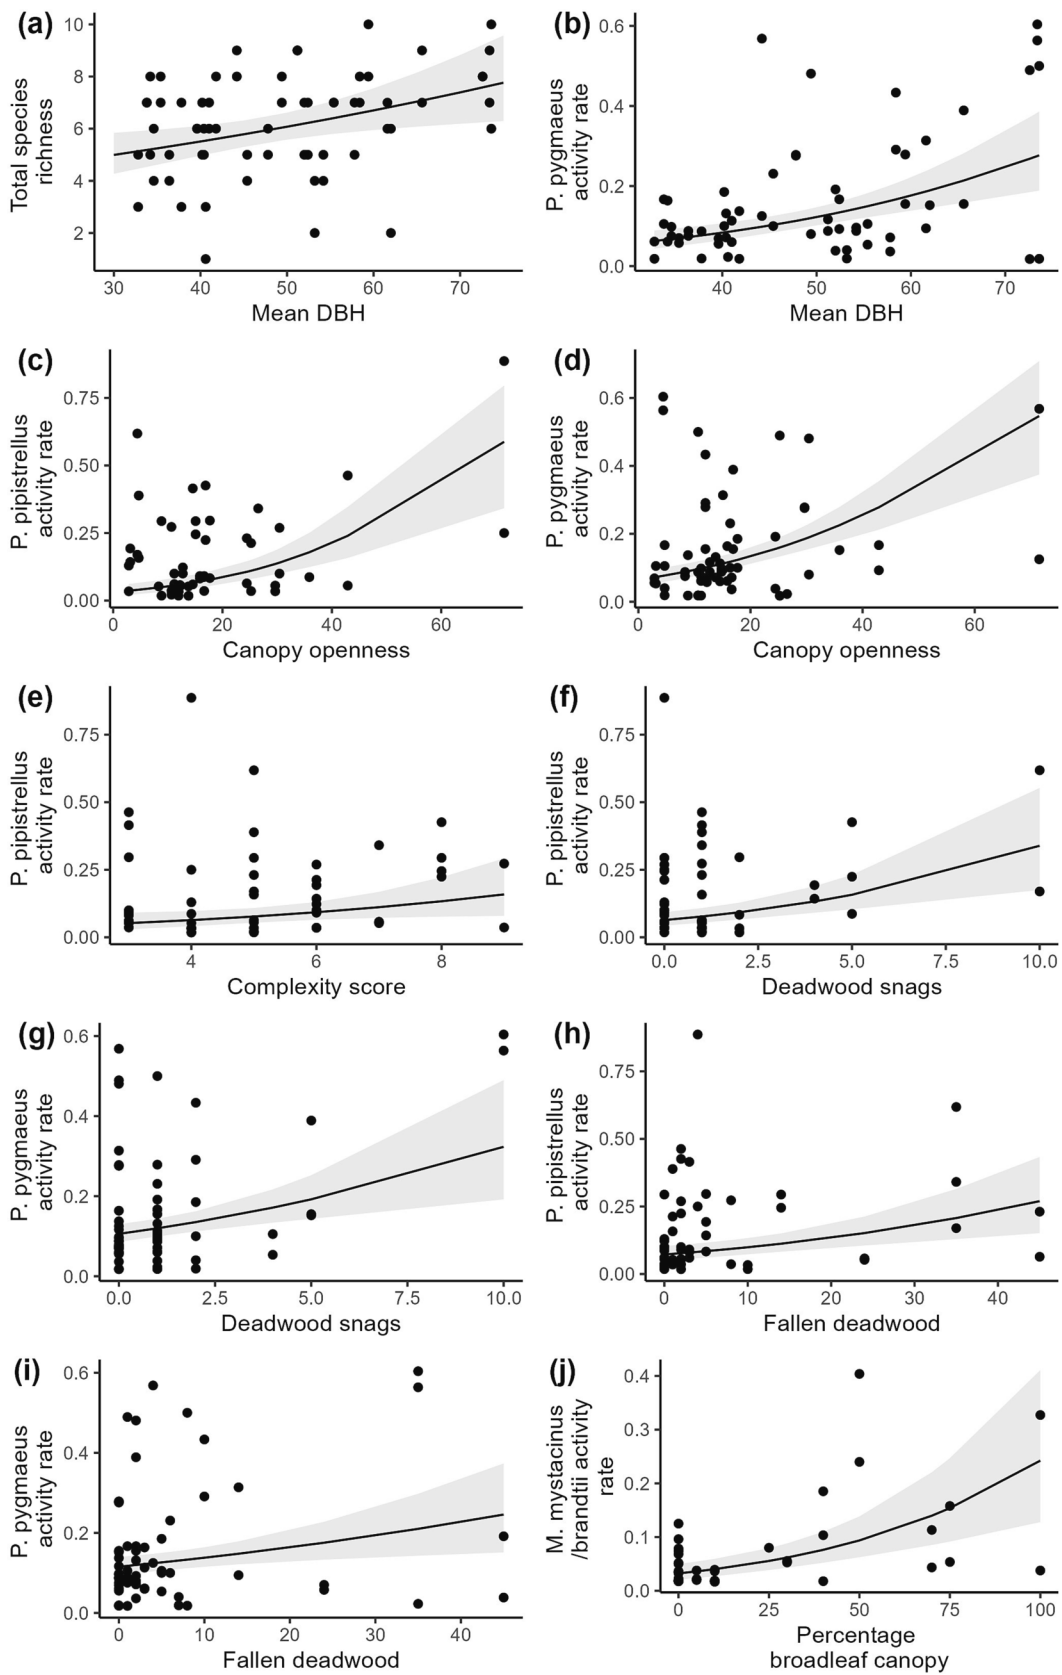 (a)
Total species
richness
10
8
6
4
2
30 40 50 60 70
Mean DBH
(b)
P. pygmaeus
activity rate
0.6
0.4
0.2
0.0
40 50 60 70
Mean DBH
(c)
P. pipistrellus
activity rate
0.75
0.50
0.25
0.00
0 20 40 60
Canopy openness
(d)
P. pygmaeus
activity rate
0.6
0.4
0.2
0.0
0 20 40 60
Canopy openness
(e)
P. pipistrellus
activity rate
0.75
0.50
0.25
0.00
4 6 8
Complexity score
(f)
P. pipistrellus
activity rate
0.75
0.50
0.25
0.00
0.0 2.5 5.0 7.5 10.0
Deadwood snags
(g)
P. pygmaeus
activity rate
0.6
0.4
0.2
0.0
0.0 2.5 5.0 7.5 10.0
Deadwood snags
(h)
P. pipistrellus
activity rate
0.75
0.50
0.25
0.00
0 10 20 30 40
Fallen deadwood
(i)
P. pygmaeus
activity rate
0.6
0.4
0.2
0.0
0 10 20 30 40
Fallen deadwood
(j)
M. mystacinus
/brandtii activity
rate
0.4
0.3
0.2
0.1
0.0
0 25 50 75 100
Percentage
broadleaf canopy